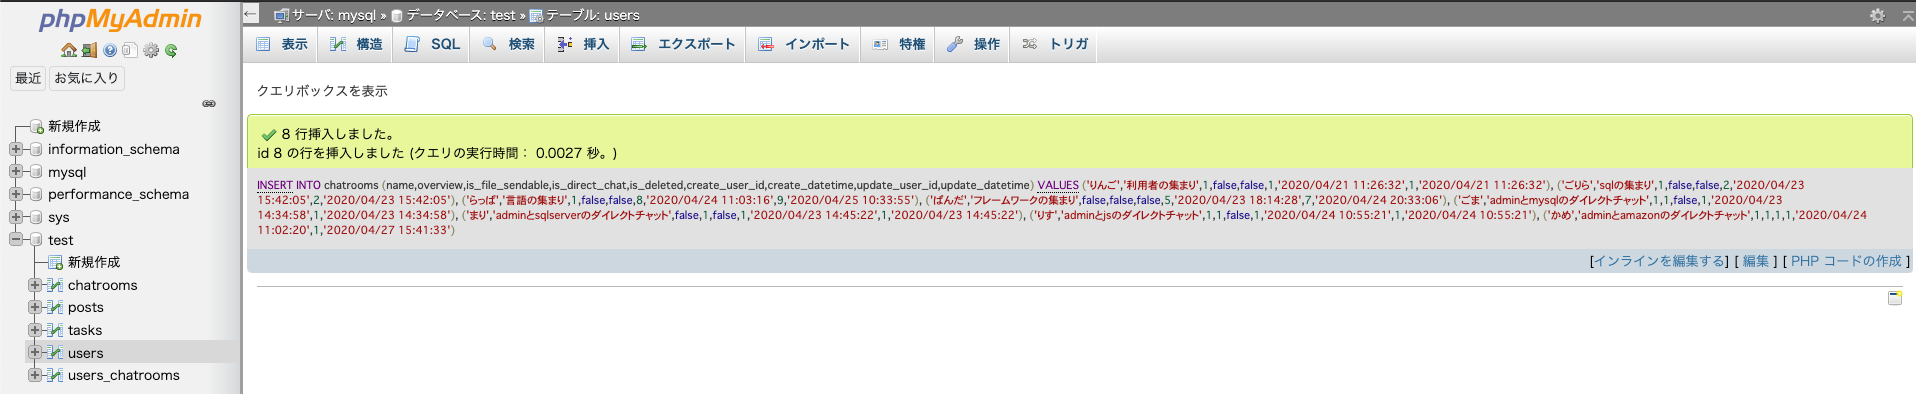 phpMyAdmin
最近 お気に入り
新規作成
information_schema
mysql
performance_schema
sys
test
新規作成
chatrooms
posts
tasks
users
users_chatrooms
サーバ: mysql » データベース: test » テーブル: users
表示 構造 SQL 検索 挿入 エクスポート インポート 特権 操作 トリガ
クエリボックスを表示
8 行挿入しました。
id 8 の行を挿入しました (クエリの実行時間： 0.0027 秒。)
INSERT INTO chatrooms (name,overview,is_file_sendable,is_direct_chat,is_deleted,create_user_id,create_datetime,update_user_id,update_datetime) VALUES ('りんご','利用者の集まり',1,false,false,1,'2020/04/21 11:26:32',1,'2020/04/21 11:26:32'), ('ごりら','sqlの集まり',1,false,false,2,'2020/04/23
15:42:05',2,'2020/04/23 15:42:05'), ('らっぱ','言語の集まり',1,false,false,8,'2020/04/24 11:03:16',9,'2020/04/25 10:33:55'), ('ぱんだ','フレームワークの集まり',false,false,false,5,'2020/04/23 18:14:28',7,'2020/04/24 20:33:06'), ('ごま','adminとmysqlのダイレクトチャット',1,1,false,1,'2020/04/23
14:34:58',1,'2020/04/23 14:34:58'), ('まり','adminとsqlserverのダイレクトチャット',false,1,false,1,'2020/04/23 14:45:22',1,'2020/04/23 14:45:22'), ('りす','adminとjsのダイレクトチャット',1,1,false,1,'2020/04/24 10:55:21',1,'2020/04/24 10:55:21'), ('かめ','adminとamazonのダイレクトチャット',1,1,1,1,'2020/04/24
11:02:20',1,'2020/04/27 15:41:33')
[インラインを編集する] [ 編集 ] [ PHP コードの作成 ]